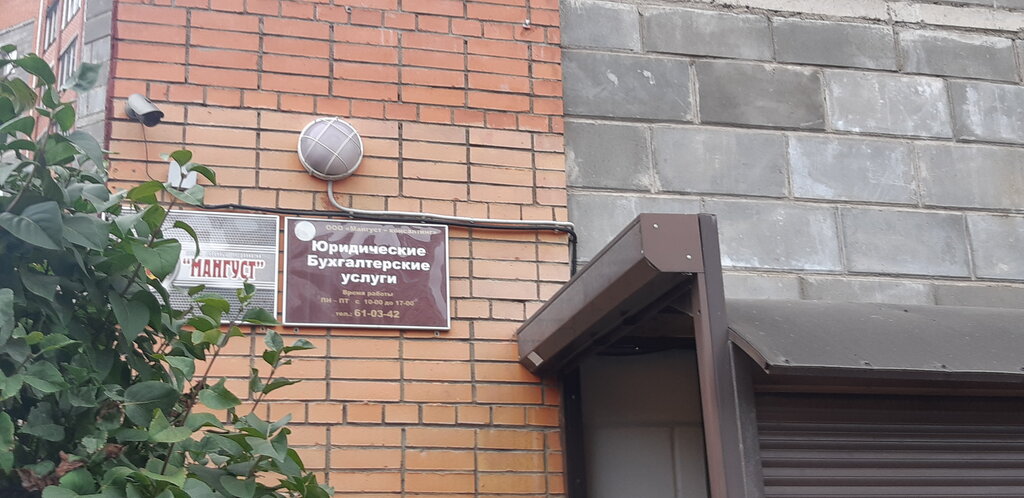 "МАНГУСТ"
ООО «Мангуст - консалтинг»
Юридические
Бухгалтерские
услуги
Время работы
ПН - ПТ с 10-00 до 17-00
тел.: 61-03-42